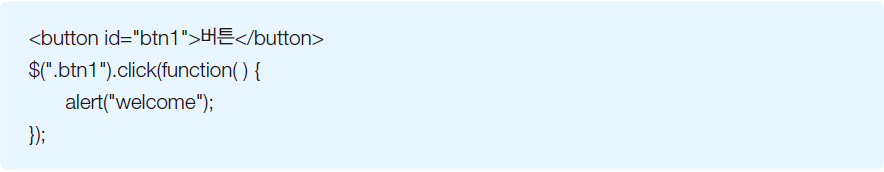 <button id="btn1">버튼</button>
$(".btn1").click(function( ) {
alert("welcome");
});